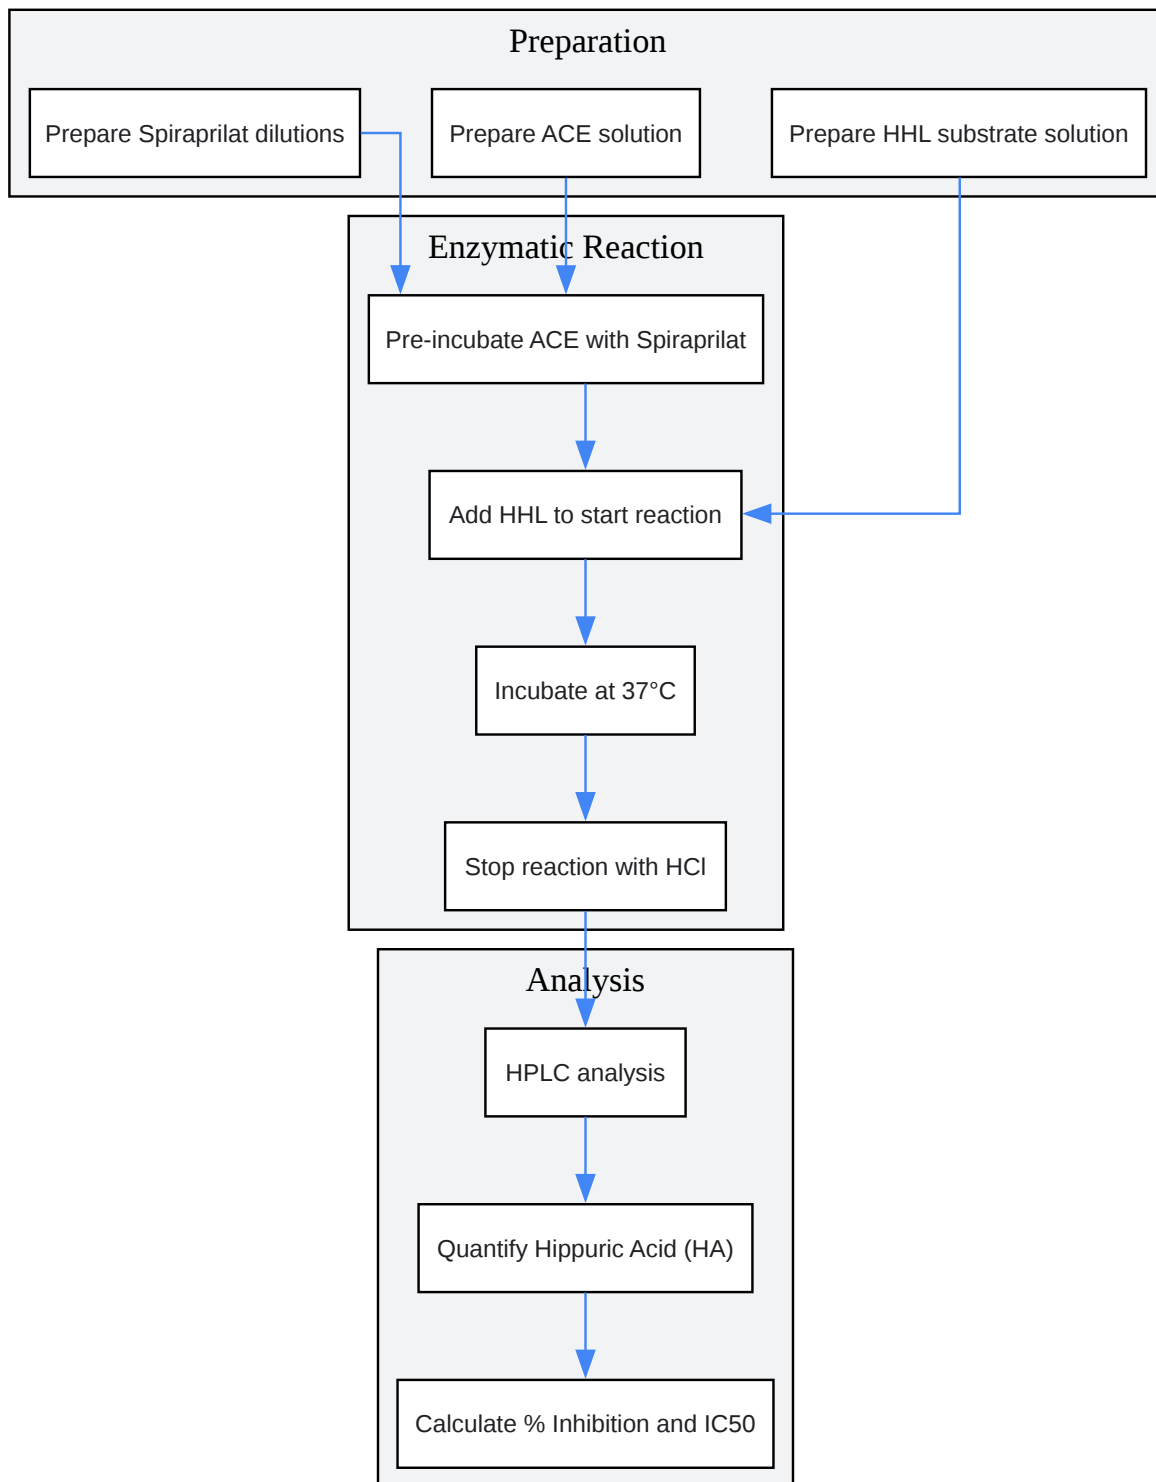 Preparation
Prepare Spiraprilat dilutions
Prepare ACE solution
Prepare HHL substrate solution
Enzymatic Reaction
Pre-incubate ACE with Spiraprilat
Add HHL to start reaction
Incubate at 37°C
Stop reaction with HCl
Analysis
HPLC analysis
Quantify Hippuric Acid (HA)
Calculate % Inhibition and IC50